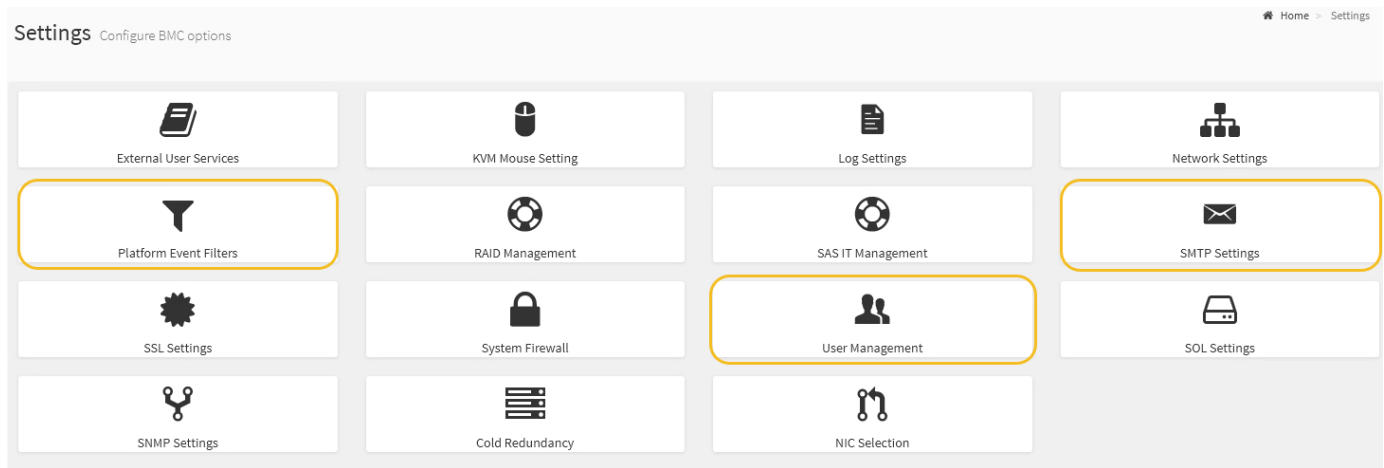 Home > Settings
Settings Configure BMC options
External User Services
KVM Mouse Setting
Log Settings
Network Settings
Platform Event Filters
RAID Management
SAS IT Management
SMTP Settings
SSL Settings
System Firewall
User Management
SOL Settings
SNMP Settings
Cold Redundancy
NIC Selection